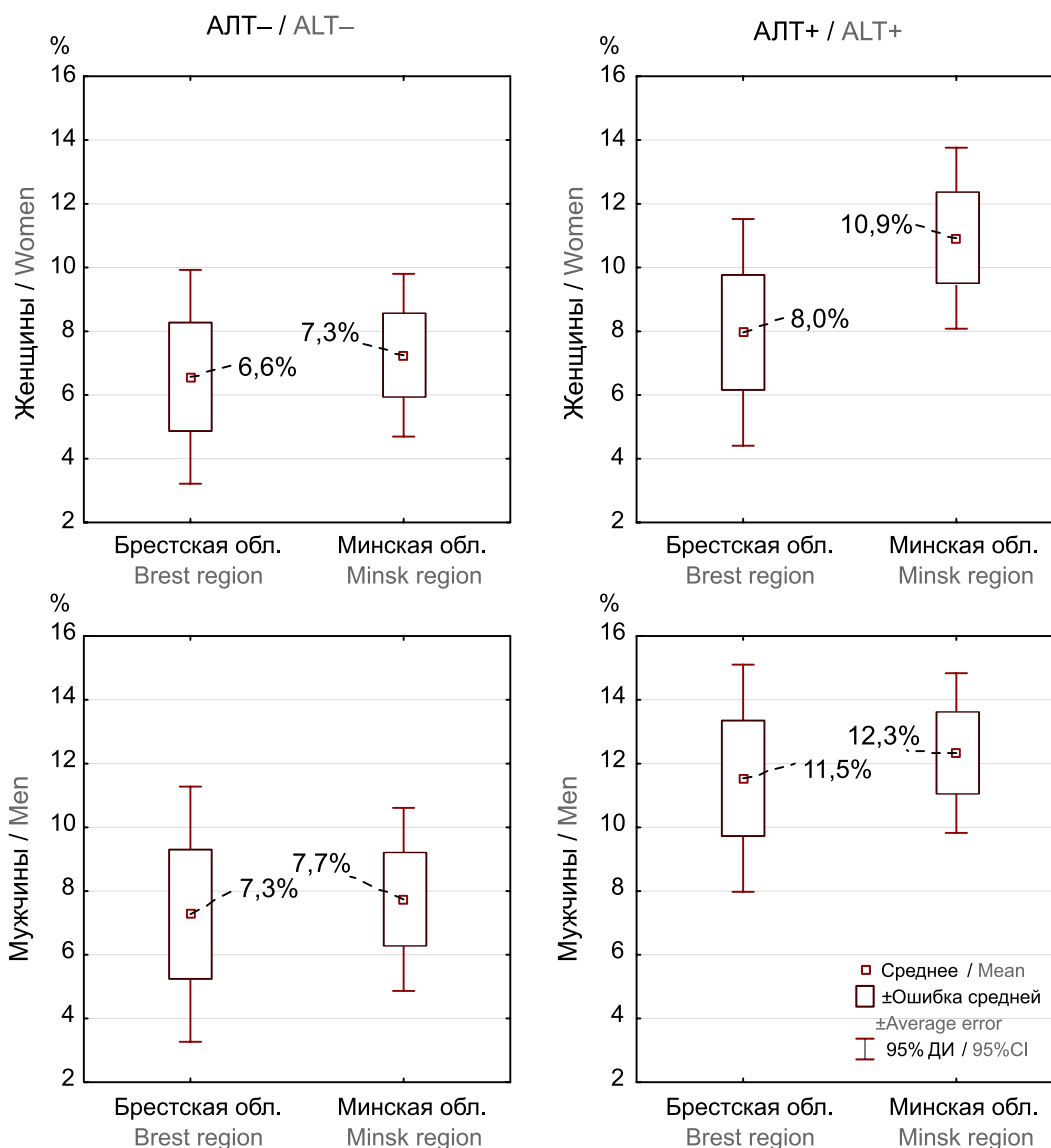 АЛТ– / ALT–
АЛТ+ / ALT+
%
16
14
12
10
8
6
4
2
Женщины / Women
6,6%
7,3%
Брестская обл.
Brest region
Минская обл.
Minsk region
%
16
14
12
10
8
6
4
2
Женщины / Women
8,0%
10,9%
Брестская обл.
Brest region
Минская обл.
Minsk region
%
16
14
12
10
8
6
4
2
Мужчины / Men
7,3%
7,7%
Брестская обл.
Brest region
Минская обл.
Minsk region
%
16
14
12
10
8
6
4
2
Мужчины / Men
11,5%
12,3%
Среднее / Mean
±Ошибка средней
±Average error
95% ДИ / 95%CI
Брестская обл.
Brest region
Минская обл.
Minsk region